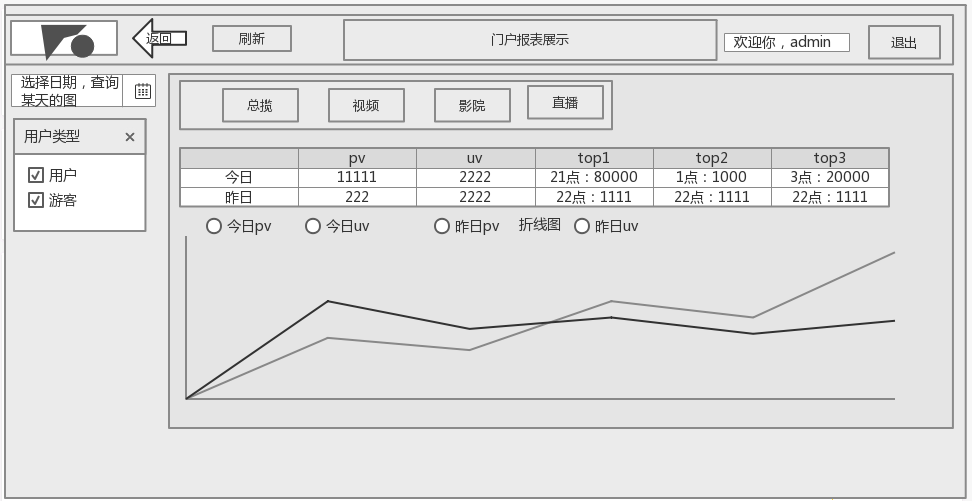 返回
刷新
门户报表展示
欢迎你，admin
退出
选择日期，查询
某天的图
用户类型
用户
游客
总揽
视频
影院
直播
pv uv top1 top2 top3
今日 11111 2222 21点：80000 1点：1000 3点：20000
昨日 222 2222 22点：1111 22点：1111 22点：1111
今日pv 今日uv 昨日pv 折线图 昨日uv